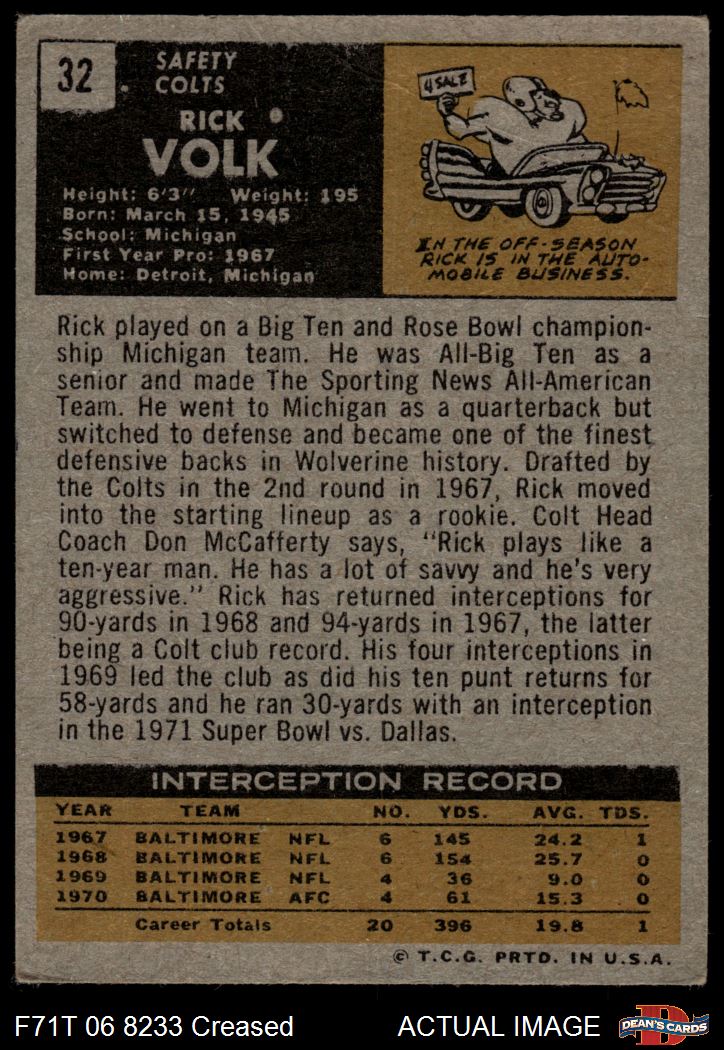 32
SAFETY
COLTS
RICK
VOLK
Height: 6'3" Weight: 195
Born: March 15, 1945
School: Michigan
First Year Pro: 1967
Home: Detroit, Michigan
4 SALE
IN THE OFF-SEASON
RICK IS IN THE AUTO-
MOBILE BUSINESS.
Rick played on a Big Ten and Rose Bowl champion-
ship Michigan team. He was All-Big Ten as a
senior and made The Sporting News All-American
Team. He went to Michigan as a quarterback but
switched to defense and became one of the finest
defensive backs in Wolverine history. Drafted by
the Colts in the 2nd round in 1967, Rick moved
into the starting lineup as a rookie. Colt Head
Coach Don McCafferty says, "Rick plays like a
ten-year man. He has a lot of savvy and he's very
aggressive." Rick has returned interceptions for
90-yards in 1968 and 94-yards in 1967, the latter
being a Colt club record. His four interceptions in
1969 led the club as did his ten punt returns for
58-yards and he ran 30-yards with an interception
in the 1971 Super Bowl vs. Dallas.
INTERCEPTION RECORD
YEAR TEAM NO. YDS. AVG. TDS.
1967 BALTIMORE NFL 6 145 24.2 1
1968 BALTIMORE NFL 6 154 25.7 0
1969 BALTIMORE NFL 4 36 9.0 0
1970 BALTIMORE AFC 4 61 15.3 0
Career Totals 20 396 19.8 1
© T.C.G. PRTD. IN U.S.A.
F71T 06 8233 Creased ACTUAL IMAGE
D
DEAN'S CARDS